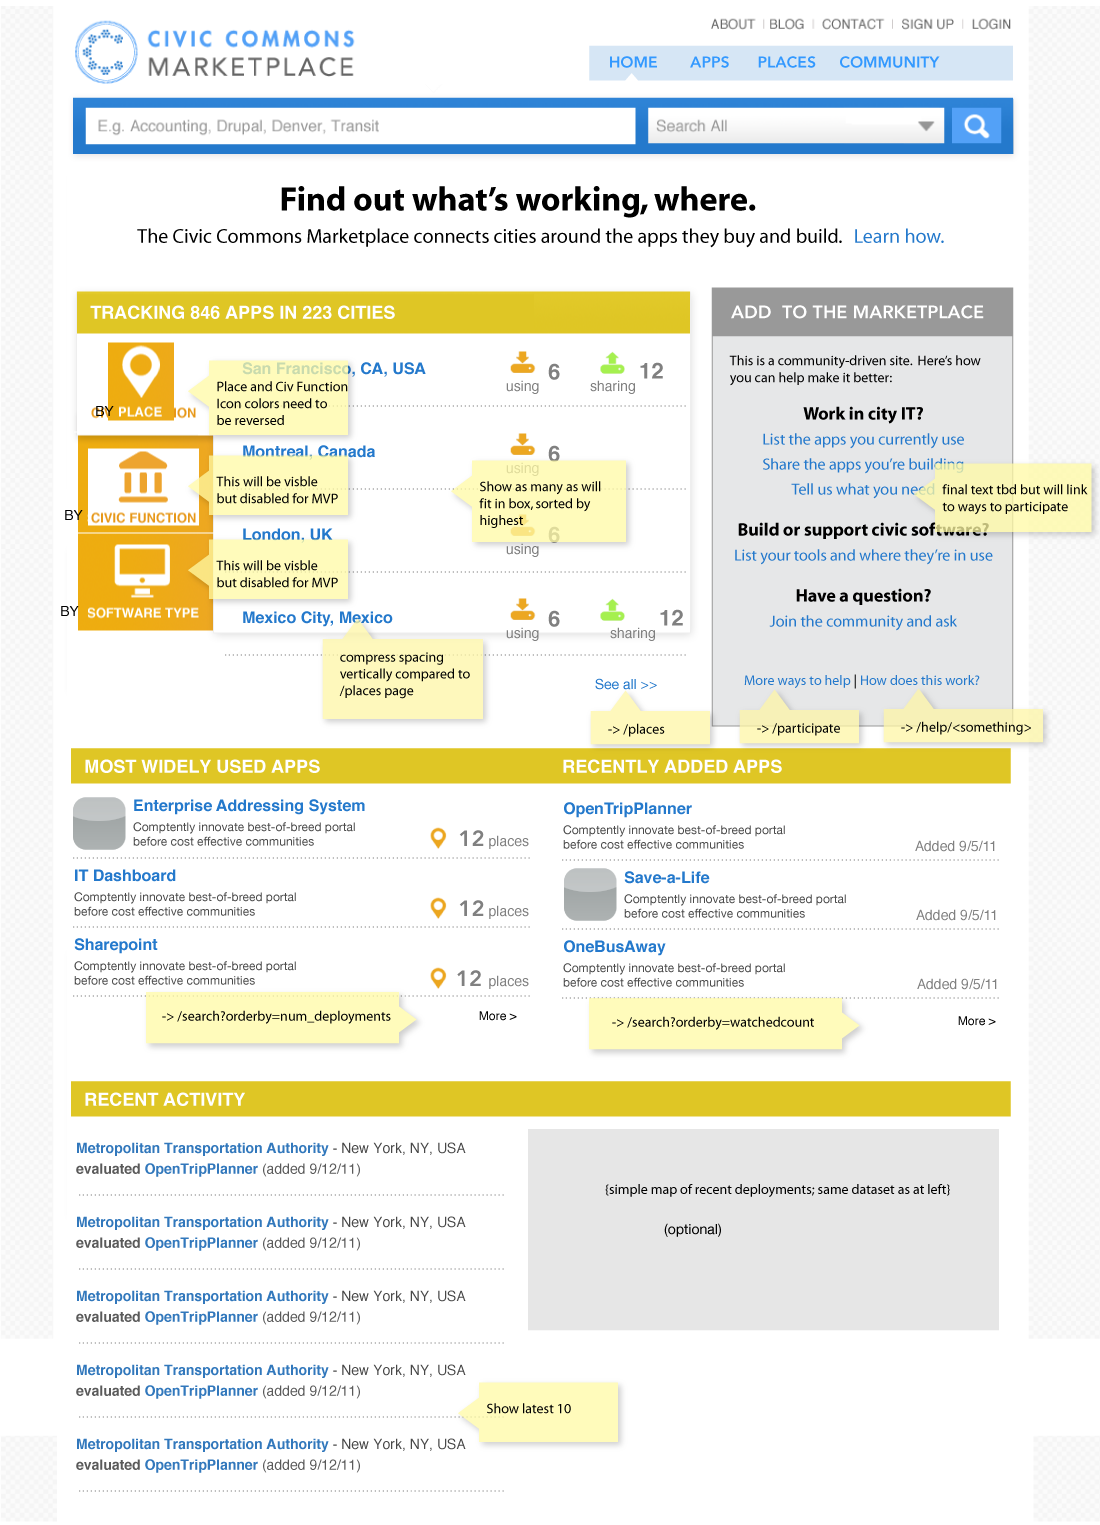 CIVIC COMMONS
MARKETPLACE
ABOUT | BLOG | CONTACT | SIGN UP | LOGIN
HOME APPS PLACES COMMUNITY
E.g. Accounting, Drupal, Denver, Transit
Search All
Find out what's working, where.
The Civic Commons Marketplace connects cities around the apps they buy and build. Learn how.
TRACKING 846 APPS IN 223 CITIES
BY PLACE
San Francisco, CA, USA
6 using
12 sharing
Place and Civ Function
Icon colors need to
be reversed
BY CIVIC FUNCTION
Montreal, Canada
6
using
This will be visble
but disabled for MVP
Show as many as will
fit in box, sorted by
highest
London, UK
6
using
BY SOFTWARE TYPE
This will be visble
but disabled for MVP
Mexico City, Mexico
6 using
12 sharing
compress spacing
vertically compared to
/places page
See all >>
-> /places
ADD TO THE MARKETPLACE
This is a community-driven site. Here's how
you can help make it better:
Work in city IT?
List the apps you currently use
Share the apps you're building
Tell us what you need
final text tbd but will link
to ways to participate
Build or support civic software?
List your tools and where they're in use
Have a question?
Join the community and ask
More ways to help | How does this work?
-> /participate
-> /help/<something>
MOST WIDELY USED APPS
Enterprise Addressing System
Comptently innovate best-of-breed portal
before cost effective communities
12 places
IT Dashboard
Comptently innovate best-of-breed portal
before cost effective communities
12 places
Sharepoint
Comptently innovate best-of-breed portal
before cost effective communities
12 places
-> /search?orderby=num_deployments
More >
RECENTLY ADDED APPS
OpenTripPlanner
Comptently innovate best-of-breed portal
before cost effective communities
Added 9/5/11
Save-a-Life
Comptently innovate best-of-breed portal
before cost effective communities
Added 9/5/11
OneBusAway
Comptently innovate best-of-breed portal
before cost effective communities
Added 9/5/11
-> /search?orderby=watchedcount
More >
RECENT ACTIVITY
Metropolitan Transportation Authority - New York, NY, USA
evaluated OpenTripPlanner (added 9/12/11)
Metropolitan Transportation Authority - New York, NY, USA
evaluated OpenTripPlanner (added 9/12/11)
Metropolitan Transportation Authority - New York, NY, USA
evaluated OpenTripPlanner (added 9/12/11)
Metropolitan Transportation Authority - New York, NY, USA
evaluated OpenTripPlanner (added 9/12/11)
Metropolitan Transportation Authority - New York, NY, USA
evaluated OpenTripPlanner (added 9/12/11)
Show latest 10
{simple map of recent deployments; same dataset as at left}
(optional)